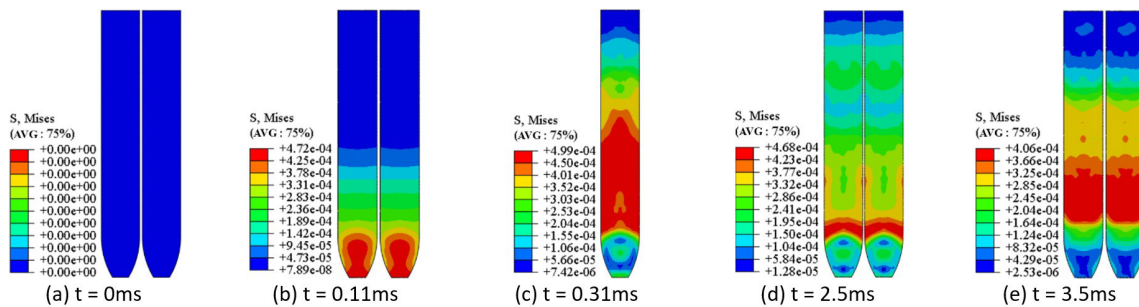 S, Mises
(AVG : 75%)
+0.00e+00
+0.00e+00
+0.00e+00
+0.00e+00
+0.00e+00
+0.00e+00
+0.00e+00
+0.00e+00
+0.00e+00
+0.00e+00
+0.00e+00
(a) t = 0ms
S, Mises
(AVG : 75%)
+4.72e-04
+4.25e-04
+3.78e-04
+3.31e-04
+2.83e-04
+2.36e-04
+1.89e-04
+1.42e-04
+9.45e-05
+4.73e-05
+7.89e-08
(b) t = 0.11ms
S, Mises
(AVG : 75%)
+4.99e-04
+4.50e-04
+4.01e-04
+3.52e-04
+3.03e-04
+2.53e-04
+2.04e-04
+1.55e-04
+1.06e-04
+5.66e-05
+7.42e-06
(c) t = 0.31ms
S, Mises
(AVG : 75%)
+4.68e-04
+4.23e-04
+3.77e-04
+3.32e-04
+2.86e-04
+2.41e-04
+1.95e-04
+1.50e-04
+1.04e-04
+5.84e-05
+1.28e-05
(d) t = 2.5ms
S, Mises
(AVG : 75%)
+4.06e-04
+3.66e-04
+3.25e-04
+2.85e-04
+2.45e-04
+2.04e-04
+1.64e-04
+1.24e-04
+8.32e-05
+4.29e-05
+2.53e-06
(e) t = 3.5ms